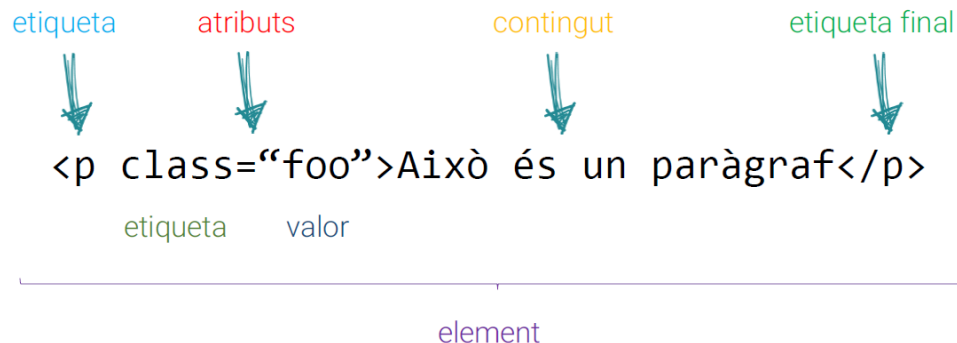 etiqueta atributs contingut etiqueta final
<p class=“foo”>Això és un paràgraf</p>
etiqueta valor
element